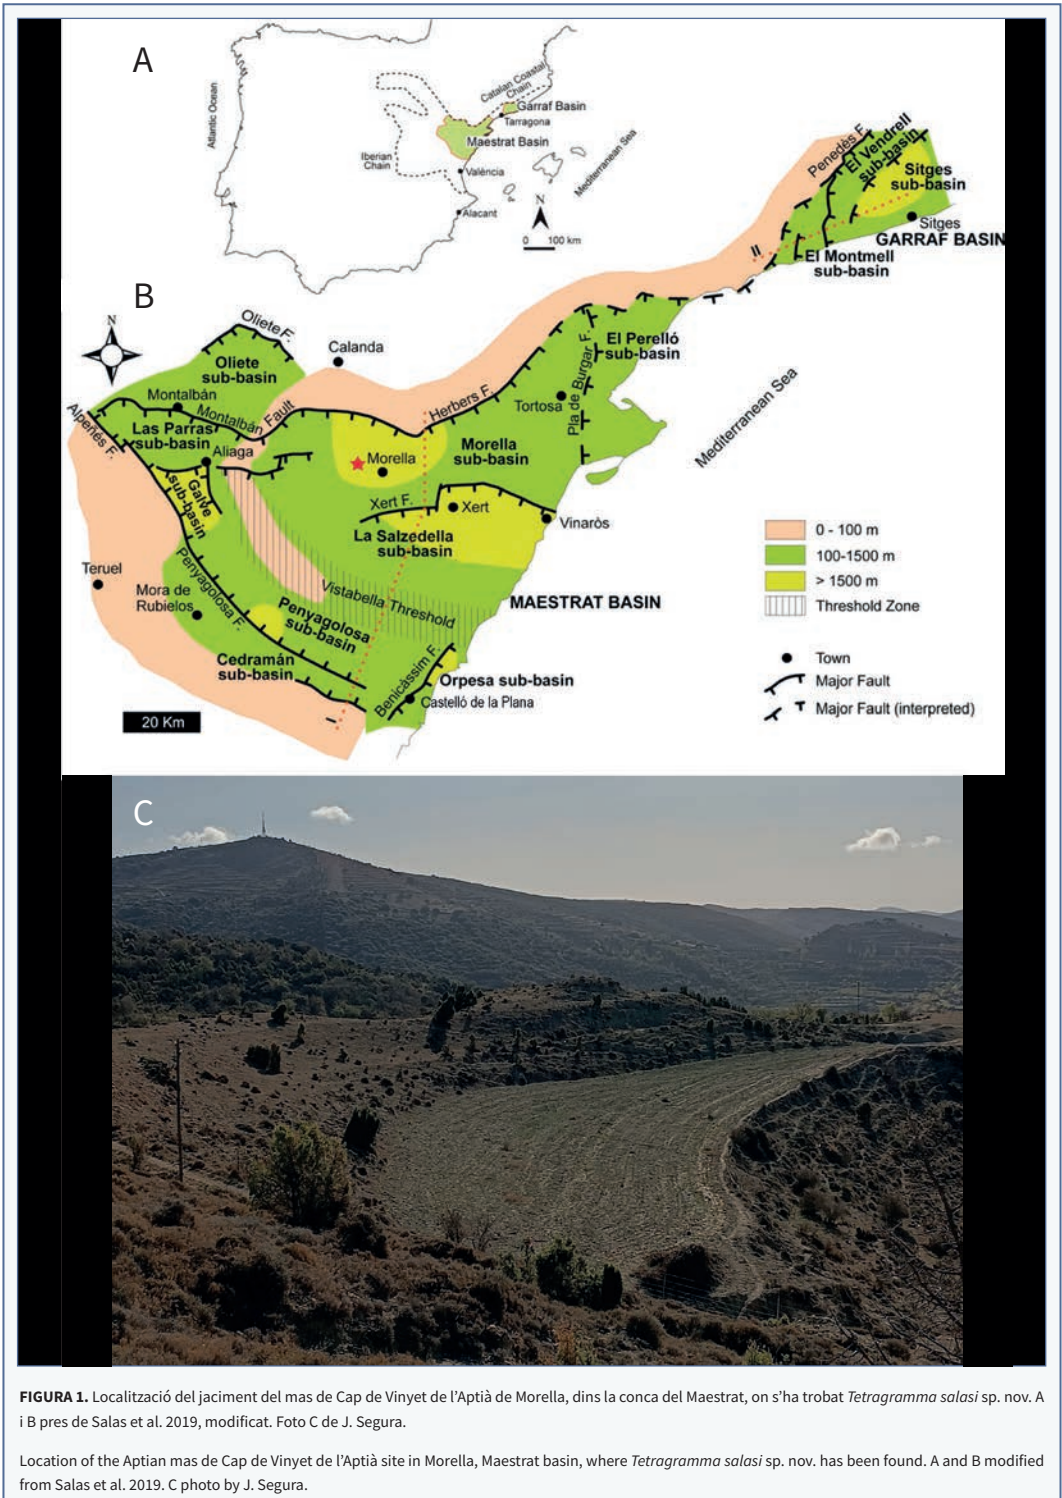 A
Atlantic Ocean
Catalan Coastal
Chain
Garraf Basin
Tarragona
Maestrat Basin
Iberian
Chain
València
Alacant
Mediterranean Sea
N
0 100 km
B
N
Penedès F.
El Vendrell
sub-basin
Sitges
sub-basin
Sitges
GARRAF BASIN
II
El Montmell
sub-basin
Oliete F.
Oliete
sub-basin
Calanda
El Perelló
sub-basin
Pla de Burgar F.
Tortosa
Mediterranean Sea
Montalbán
Montalbán Fault
Herbers F.
Alpeñés F.
Las Parras
sub-basin
Aliaga
Morella
Morella
sub-basin
Galve
sub-basin
Xert F.
Xert
Vinaròs
La Salzedella
sub-basin
Teruel
Mora de
Rubielos
Penyagolosa F.
Vistabella Threshold
Penyagolosa
sub-basin
MAESTRAT BASIN
Cedramán
sub-basin
Benicàssim F.
Orpesa sub-basin
Castelló de la Plana
I
20 Km
0 - 100 m
100-1500 m
> 1500 m
Threshold Zone
Town
Major Fault
Major Fault (interpreted)
C
FIGURA 1. Localització del jaciment del mas de Cap de Vinyet de l’Aptià de Morella, dins la conca del Maestrat, on s’ha trobat Tetragramma salasi sp. nov. A
i B pres de Salas et al. 2019, modificat. Foto C de J. Segura.
Location of the Aptian mas de Cap de Vinyet de l’Aptià site in Morella, Maestrat basin, where Tetragramma salasi sp. nov. has been found. A and B modified
from Salas et al. 2019. C photo by J. Segura.